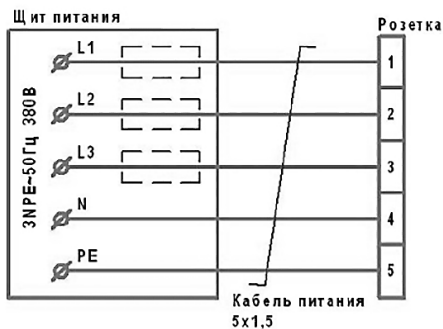 Щит питания
Розетка
3NPE~50Гц 380В
L1
L2
L3
N
PE
1
2
3
4
5
Кабель питания
5x1,5